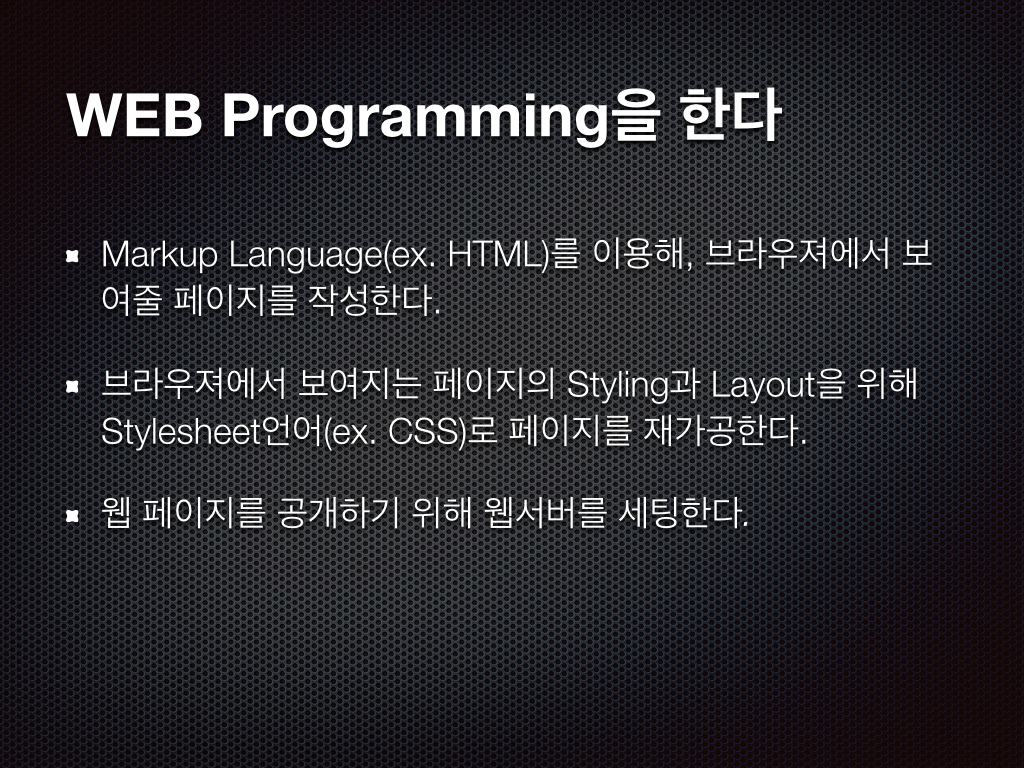 WEB Programming을 한다
Markup Language(ex. HTML)를 이용해, 브라우져에서 보
여줄 페이지를 작성한다.
브라우져에서 보여지는 페이지의 Styling과 Layout을 위해
Stylesheet언어(ex. CSS)로 페이지를 재가공한다.
웹 페이지를 공개하기 위해 웹서버를 세팅한다.